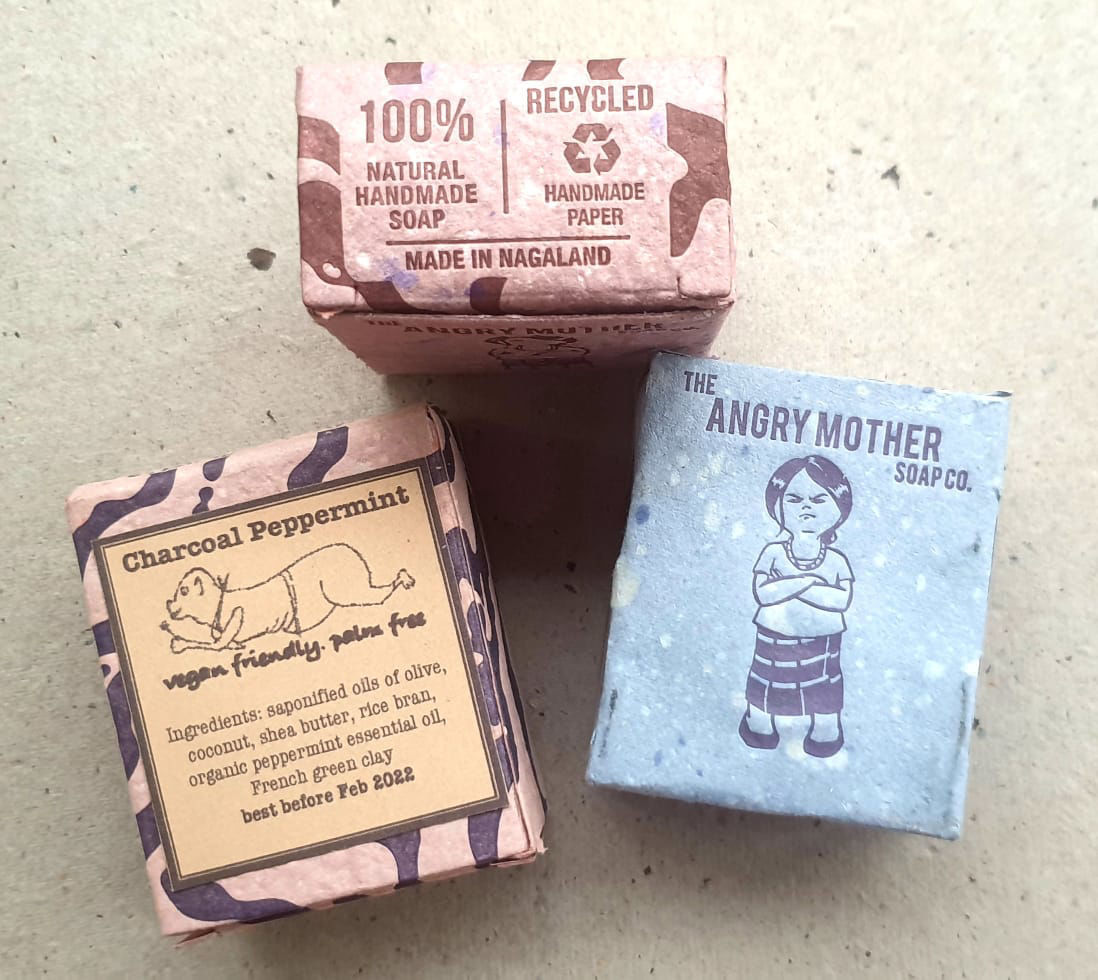 100%
NATURAL
HANDMADE
SOAP
RECYCLED
HANDMADE
PAPER
MADE IN NAGALAND
THE
ANGRY MOTHER
THE
ANGRY MOTHER
SOAP CO.
Charcoal Peppermint
vegan friendly. palm free
Ingredients: saponified oils of olive,
coconut, shea butter, rice bran,
organic peppermint essential oil,
French green clay
best before Feb 2022